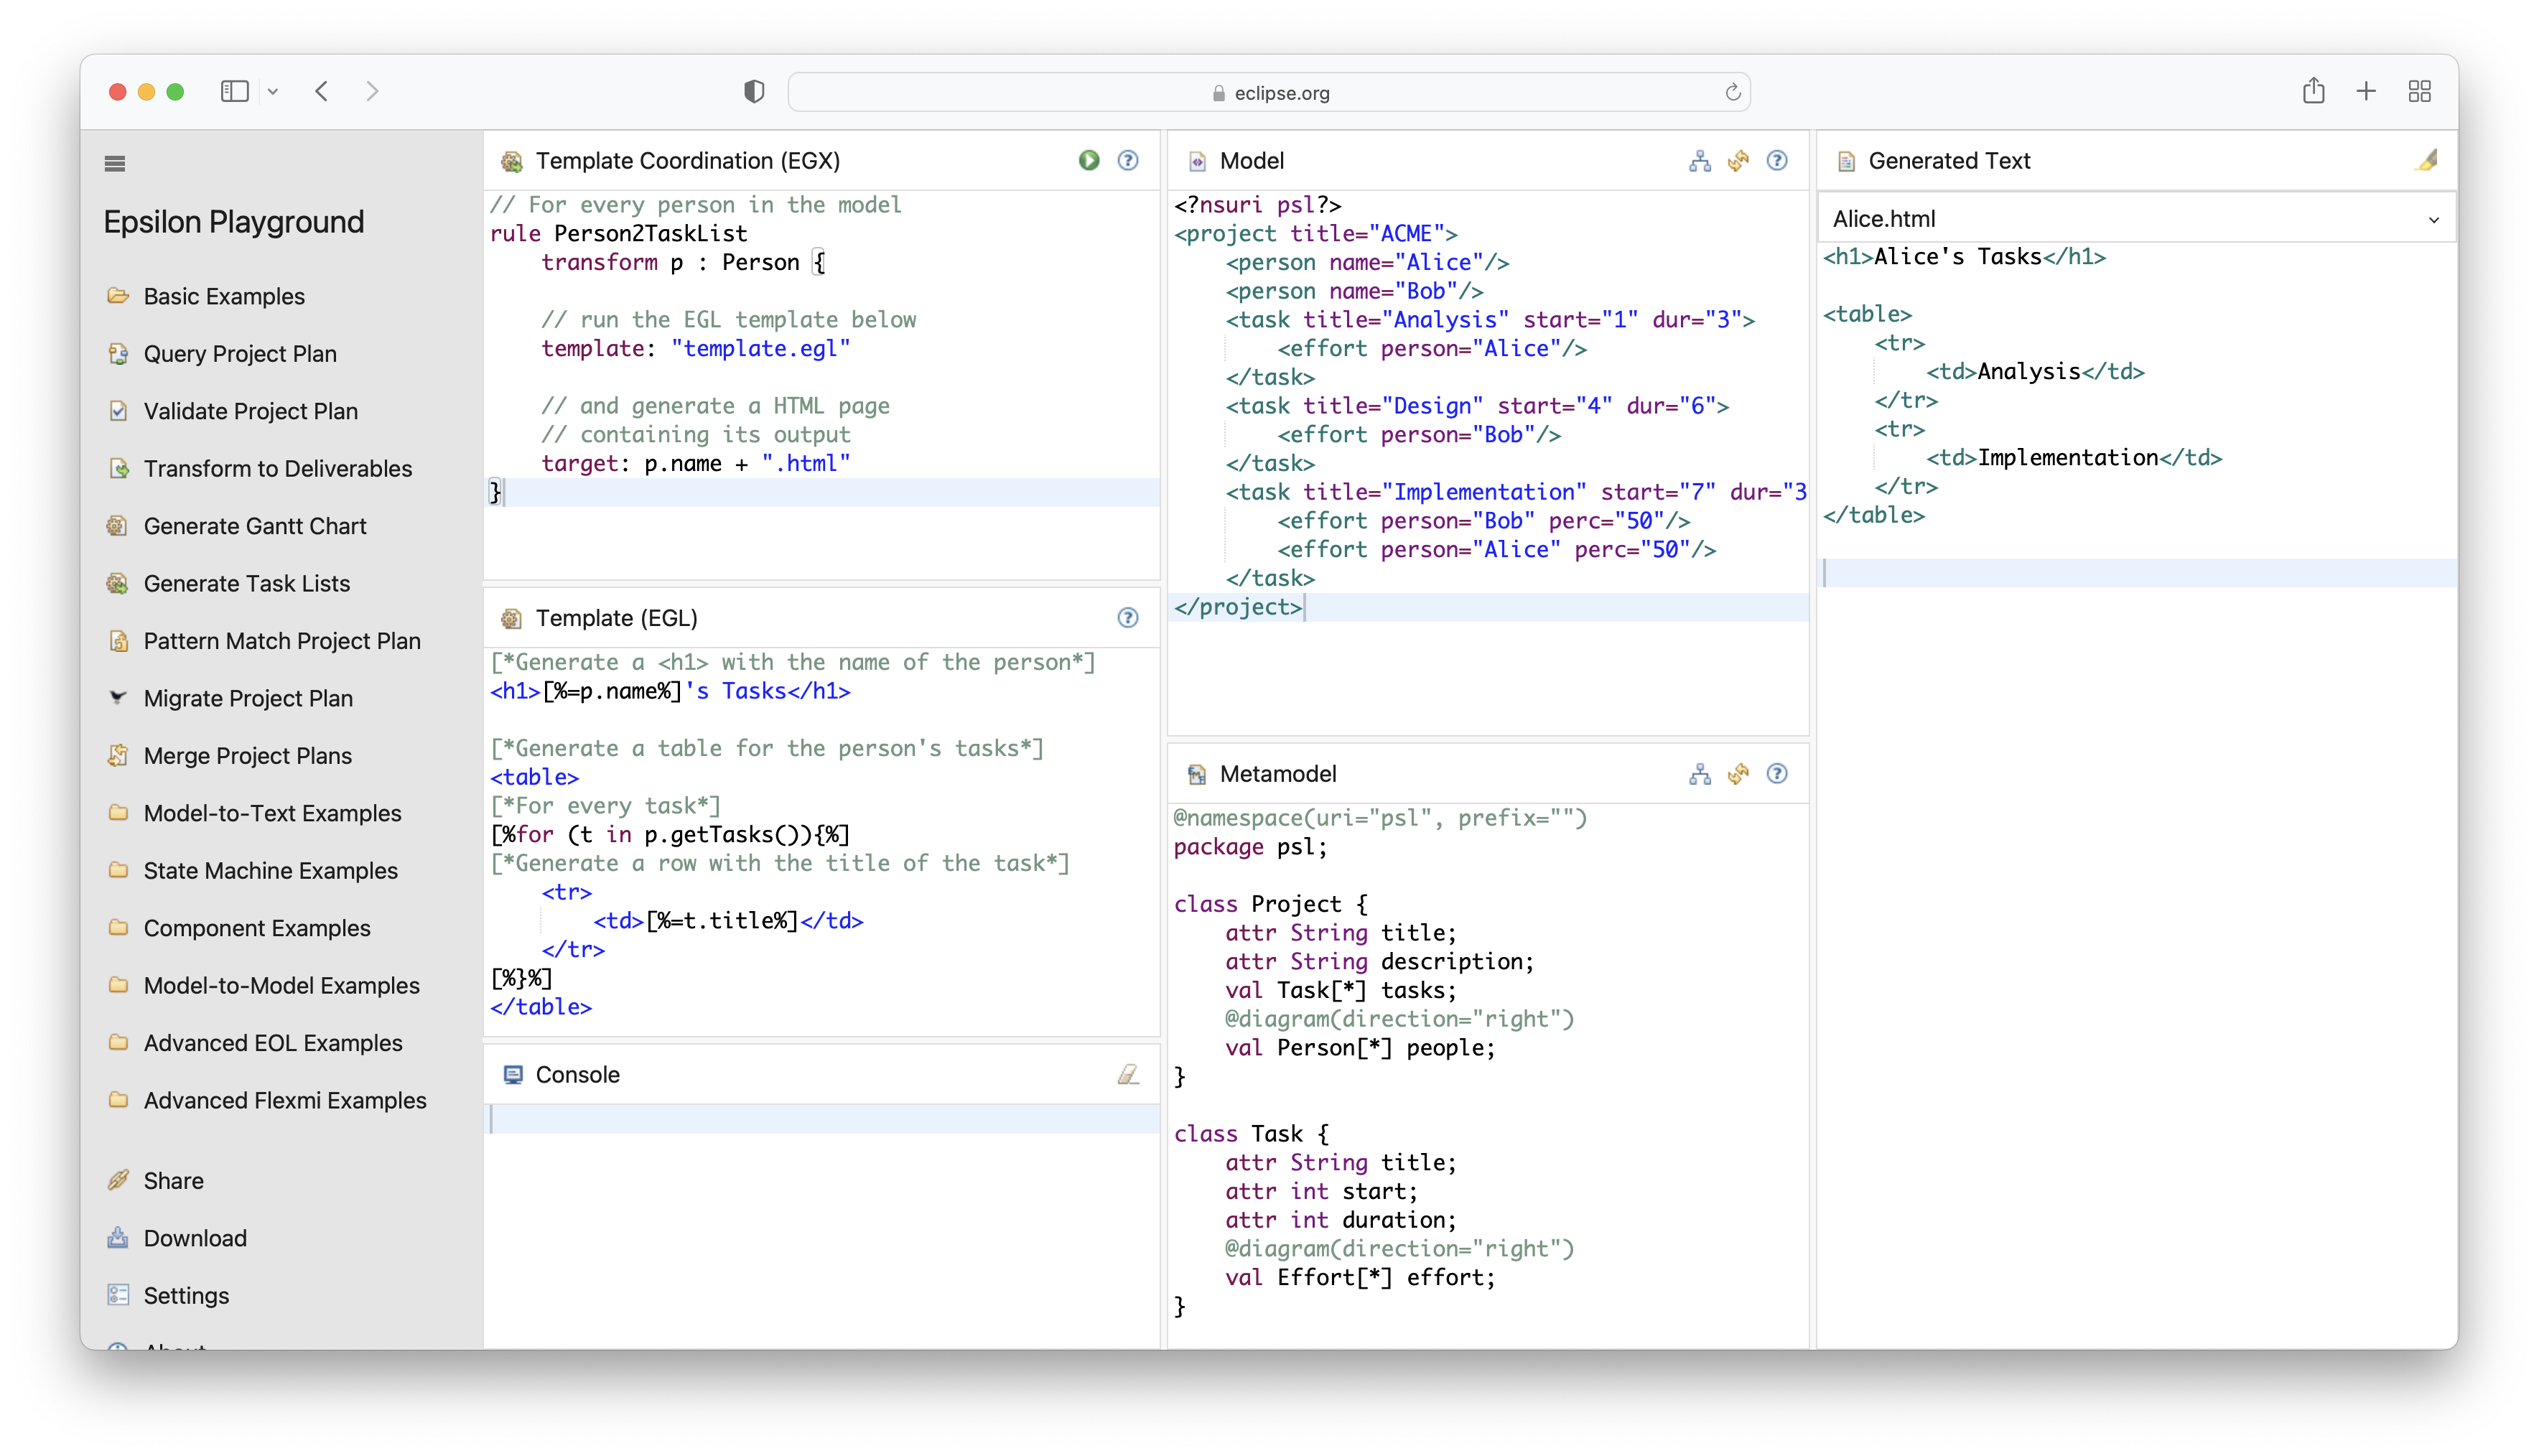 eclipse.org
Epsilon Playground
Basic Examples
Query Project Plan
Validate Project Plan
Transform to Deliverables
Generate Gantt Chart
Generate Task Lists
Pattern Match Project Plan
Migrate Project Plan
Merge Project Plans
Model-to-Text Examples
State Machine Examples
Component Examples
Model-to-Model Examples
Advanced EOL Examples
Advanced Flexmi Examples
Share
Download
Settings
About
Template Coordination (EGX)
// For every person in the model
rule Person2TaskList
    transform p : Person {
    // run the EGL template below
    template: "template.egl"
    // and generate a HTML page
    // containing its output
    target: p.name + ".html"
}
Template (EGL)
[*Generate a <h1> with the name of the person*]
<h1>[%=p.name%]'s Tasks</h1>
[*Generate a table for the person's tasks*]
<table>
[*For every task*]
[%for (t in p.getTasks()){%]
[*Generate a row with the title of the task*]
    <tr>
        <td>[%=t.title%]</td>
    </tr>
[%}%]
</table>
Console
Model
<?nsuri psl?>
<project title="ACME">
    <person name="Alice"/>
    <person name="Bob"/>
    <task title="Analysis" start="1" dur="3">
        <effort person="Alice"/>
    </task>
    <task title="Design" start="4" dur="6">
        <effort person="Bob"/>
    </task>
    <task title="Implementation" start="7" dur="3
        <effort person="Bob" perc="50"/>
        <effort person="Alice" perc="50"/>
    </task>
</project>
Metamodel
@namespace(uri="psl", prefix="")
package psl;
class Project {
    attr String title;
    attr String description;
    val Task[*] tasks;
    @diagram(direction="right")
    val Person[*] people;
}
class Task {
    attr String title;
    attr int start;
    attr int duration;
    @diagram(direction="right")
    val Effort[*] effort;
}
Generated Text
Alice.html
<h1>Alice's Tasks</h1>
<table>
    <tr>
        <td>Analysis</td>
    </tr>
    <tr>
        <td>Implementation</td>
    </tr>
</table>